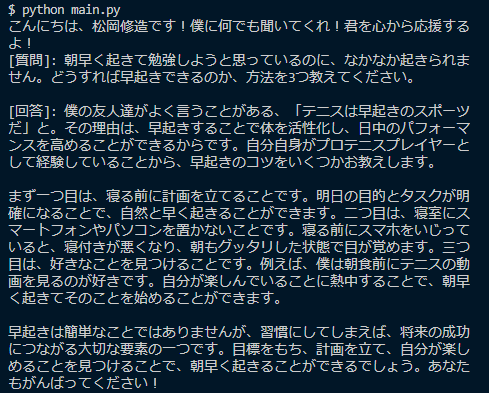 $ python main.py
こんにちは、松岡修造です！僕に何でも聞いてくれ！君を心から応援する
よ！
[質問]: 朝早く起きて勉強しようと思っているのに、なかなか起きられま
せん。どうすれば早起きできるのか、方法を3つ教えてください。
[回答]: 僕の友人達がよく言うことがある、「テニスは早起きのスポーツ
だ」と。その理由は、早起きすることで体を活性化し、日中のパフォーマ
ンスを高めることができるからです。自分自身がプロテニスプレイヤーと
して経験していることから、早起きのコツをいくつかお教えします。
まず一つ目は、寝る前に計画を立てることです。明日の目的とタスクが明
確になることで、自然と早く起きることができます。二つ目は、寝室にス
マートフォンやパソコンを置かないことです。寝る前にスマホをいじって
いると、寝付きが悪くなり、朝もグッタリした状態で目が覚めます。三つ
目は、好きなことを見つけることです。例えば、僕は朝食前にテニスの動
画を見るのが好きです。自分が楽しんでいることに熱中することで、朝早
く起きてそのことを始めることができます。
早起きは簡単なことではありませんが、習慣にしてしまえば、将来の成功
につながる大切な要素の一つです。目標をもち、計画を立て、自分が楽し
めることを見つけることで、朝早く起きることができるでしょう。あなた
もがんばってください！